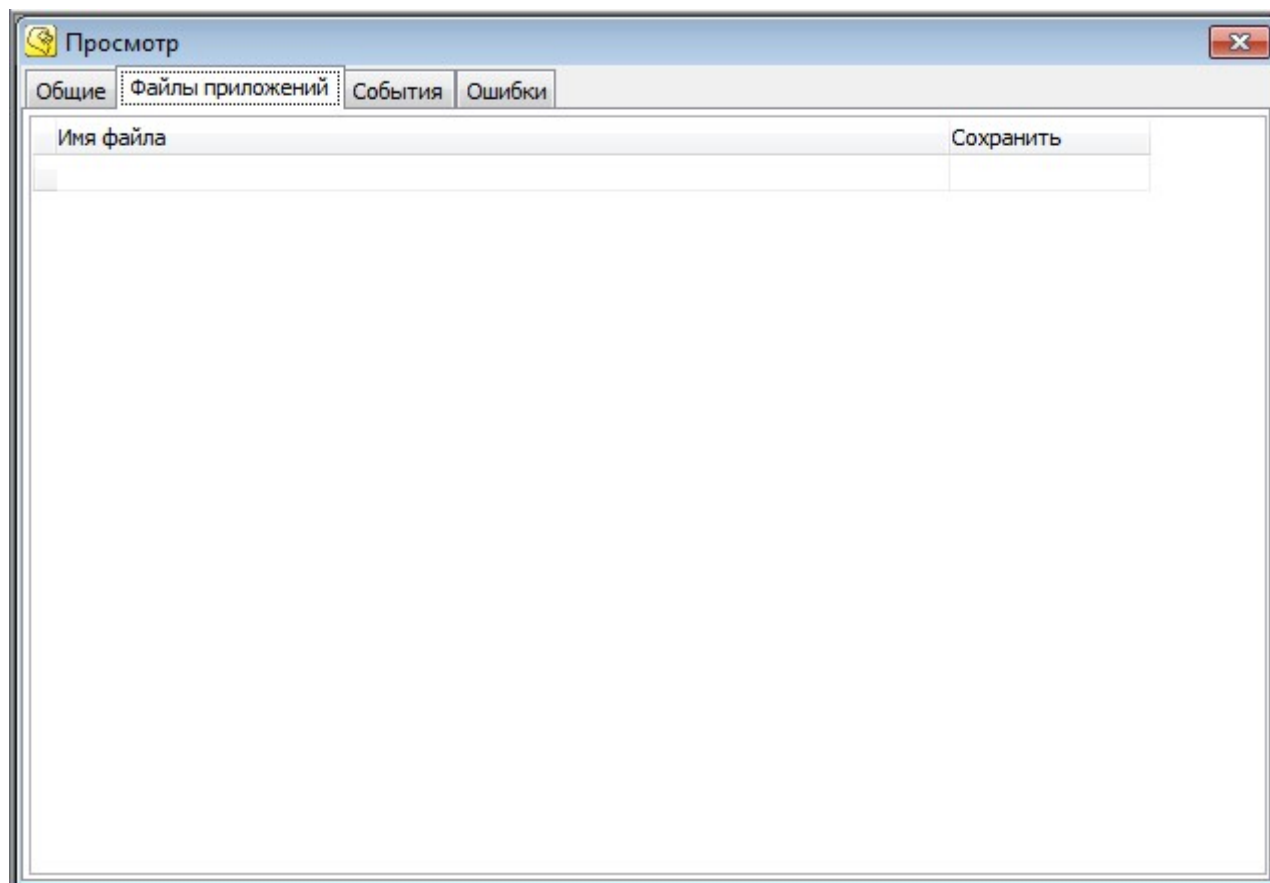 Просмотр
Общие Файлы приложений События Ошибки
Имя файла Сохранить